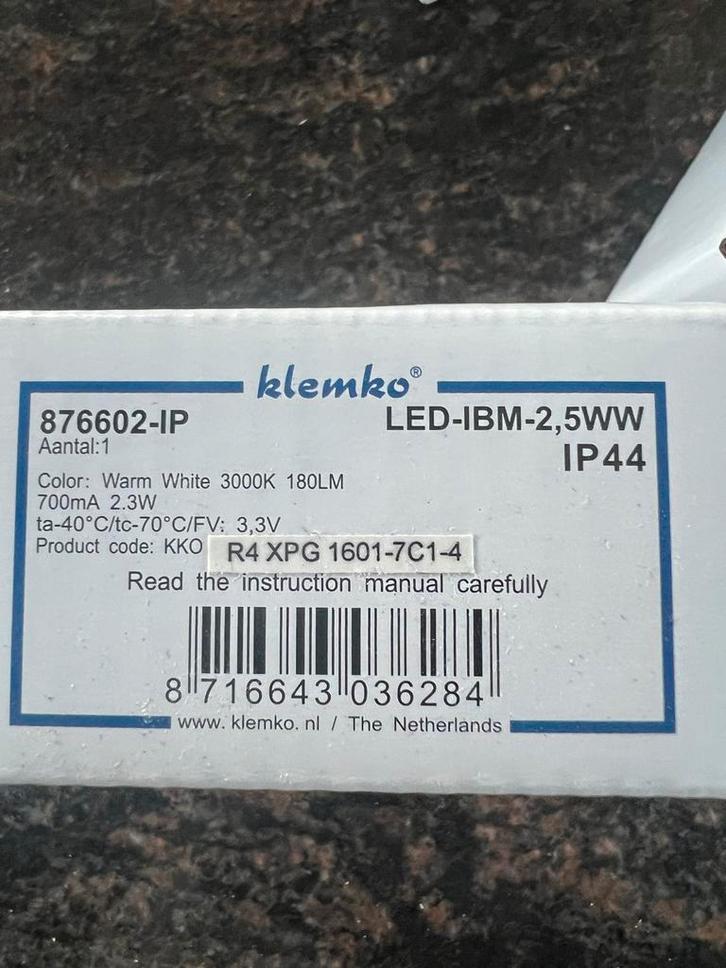 klemko®
876602-IP
LED-IBM-2,5WW
Aantal:1
IP44
Color: Warm White 3000K 180LM
700mA 2.3W
ta-40°C/tc-70°C/FV: 3,3V
Product code: KKO R4 XPG 1601-7C1-4
Read the instruction manual carefully
8 716643 036284
www.klemko.nl / The Netherlands